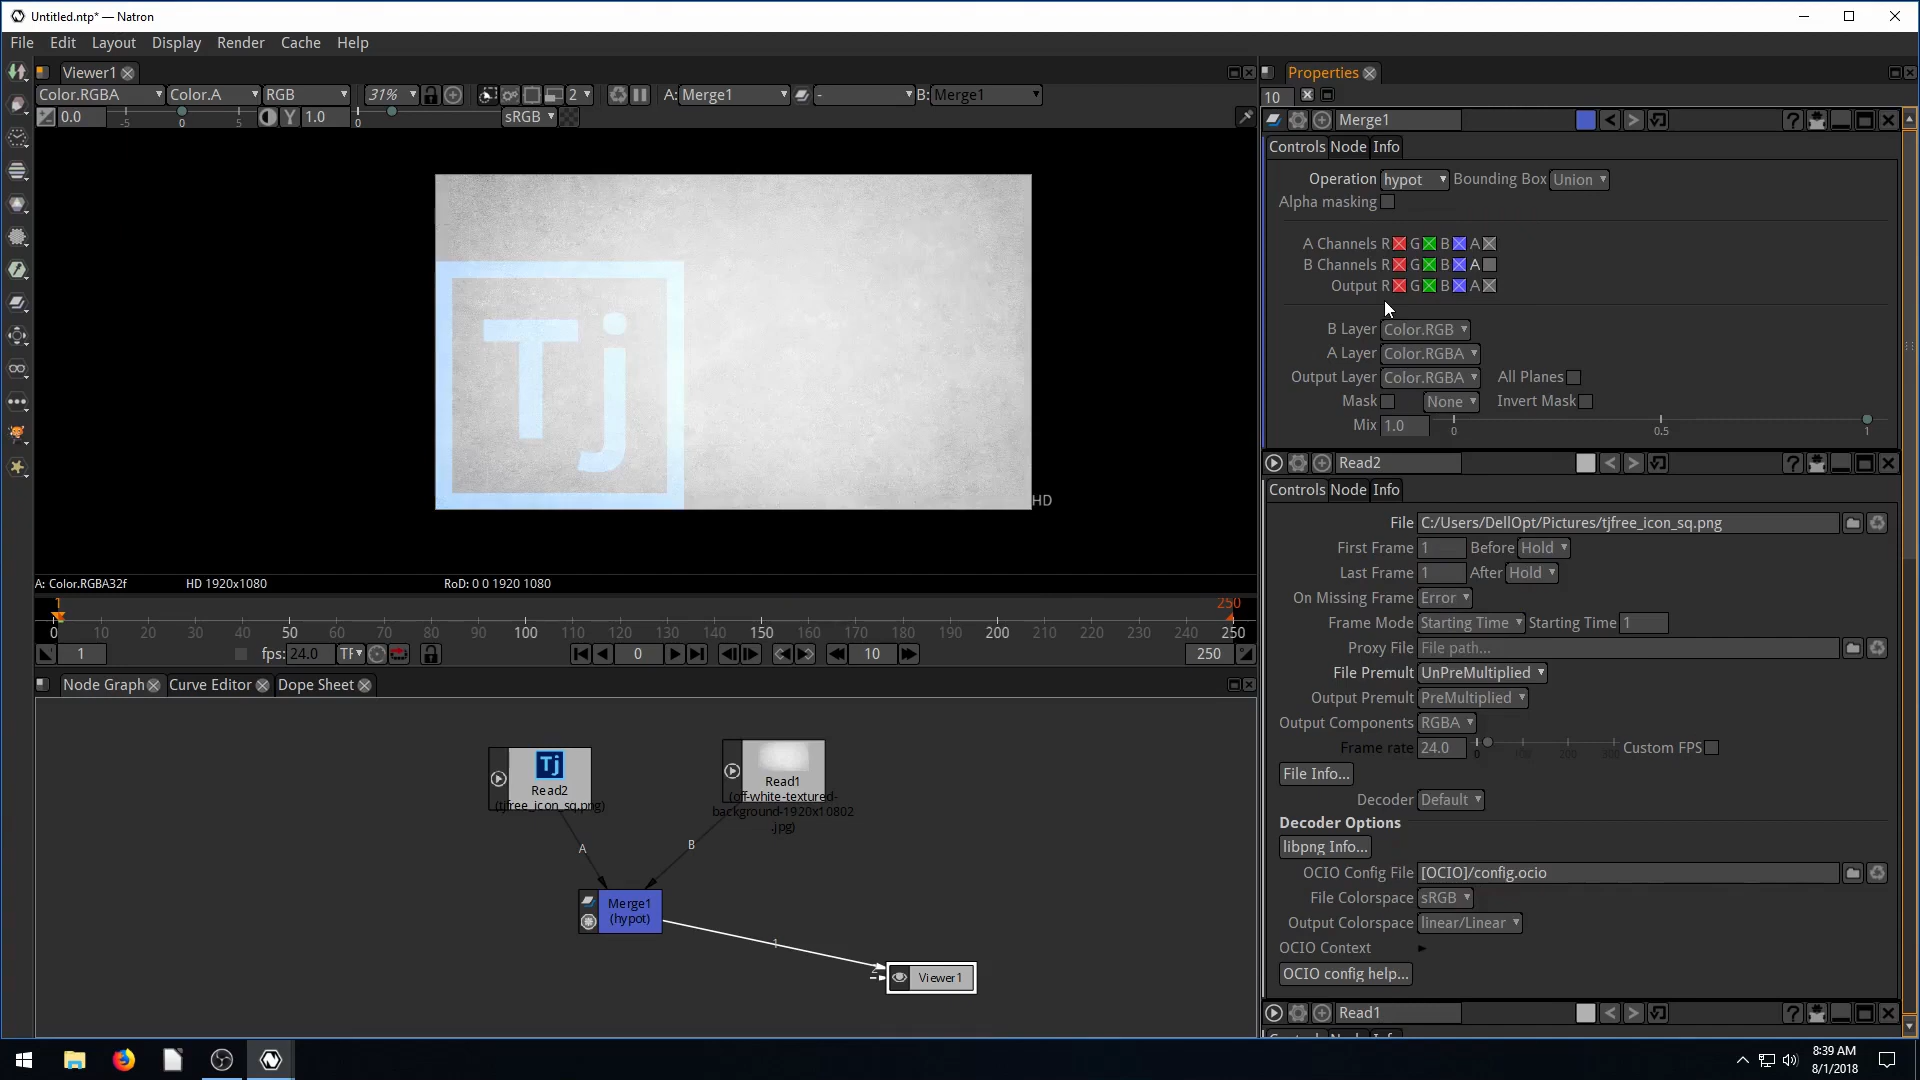 Untitled.ntp* — Natron
File Edit Layout Display Render Cache Help
Viewer1
Color.RGBA Color.A RGB 31% 2 A: Merge1 - B: Merge1
0.0 -5 0 5 Y 1.0 0 sRGB
Tj
HD
A: Color.RGBA32f HD 1920x1080 RoD: 0 0 1920 1080
1 250
0 10 20 30 40 50 60 70 80 90 100 110 120 130 140 150 160 170 180 190 200 210 220 230 240 250
1 fps: 24.0 TF 0 10 250
Node Graph Curve Editor Dope Sheet
Tj
Read2
(tjfree_icon_sq.png)
Read1
(off-white-textured-
background-1920x10802
.jpg)
A
B
Merge1
(hypot)
1
2
Viewer1
Properties
10
Merge1
Controls Node Info
Operation hypot Bounding Box Union
Alpha masking
A Channels R G B A
B Channels R G B A
Output R G B A
B Layer Color.RGB
A Layer Color.RGBA
Output Layer Color.RGBA All Planes
Mask None Invert Mask
Mix 1.0 0 0.5 1
Read2
Controls Node Info
File C:/Users/DellOpt/Pictures/tjfree_icon_sq.png
First Frame 1 Before Hold
Last Frame 1 After Hold
On Missing Frame Error
Frame Mode Starting Time Starting Time 1
Proxy File File path...
File Premult UnPreMultiplied
Output Premult PreMultiplied
Output Components RGBA
Frame rate 24.0 0 100 200 300 Custom FPS
File Info...
Decoder Default
Decoder Options
libpng Info...
OCIO Config File [OCIO]/config.ocio
File Colorspace sRGB
Output Colorspace linear/Linear
OCIO Context
OCIO config help...
Read1
8:39 AM
8/1/2018